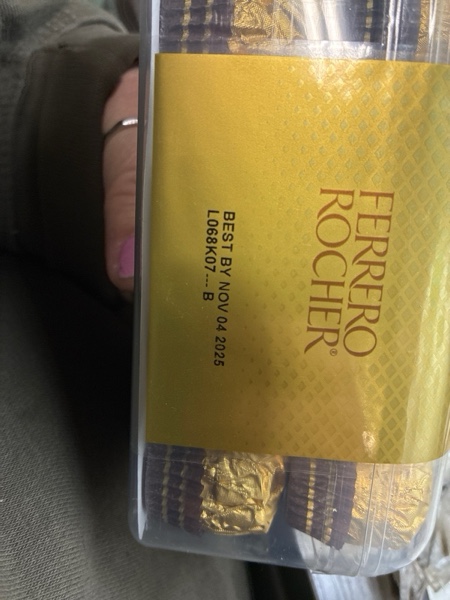 FERRERO
ROCHER®
BEST BY NOV 04 2025
L068K07--- B